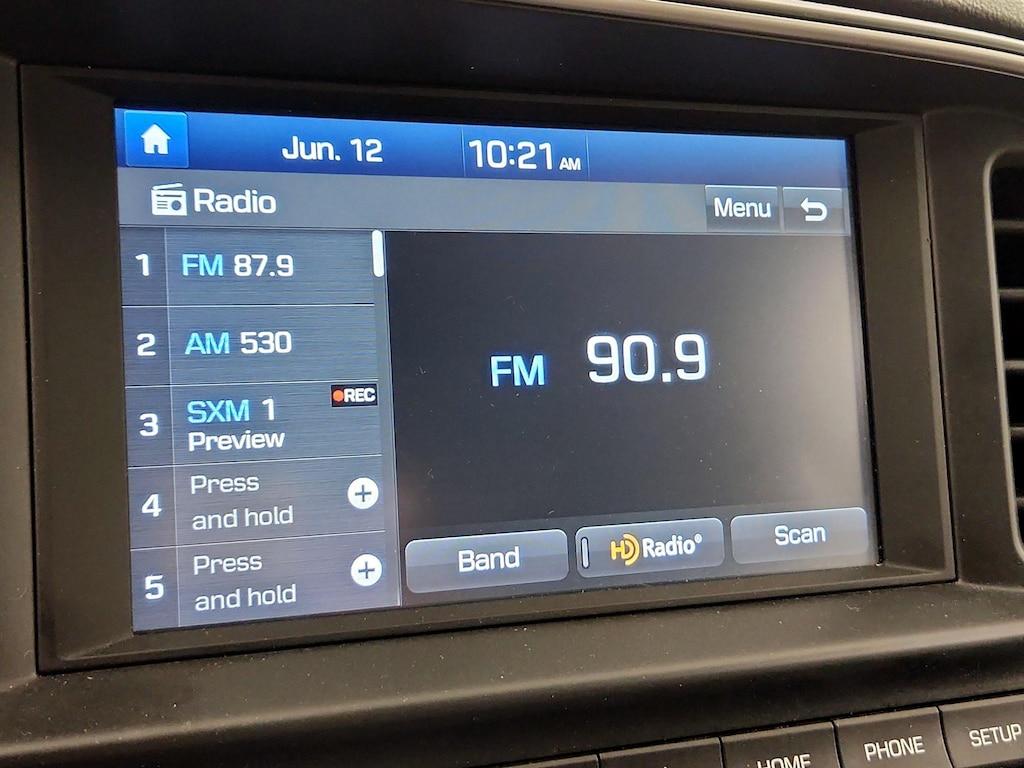 Jun. 12
10:21 AM
Radio
Menu
1 FM 87.9
2 AM 530
3 SXM 1 REC
Preview
4 Press
and hold
5 Press
and hold
FM 90.9
Band
HD Radio®
Scan
HOME
PHONE
SETUP